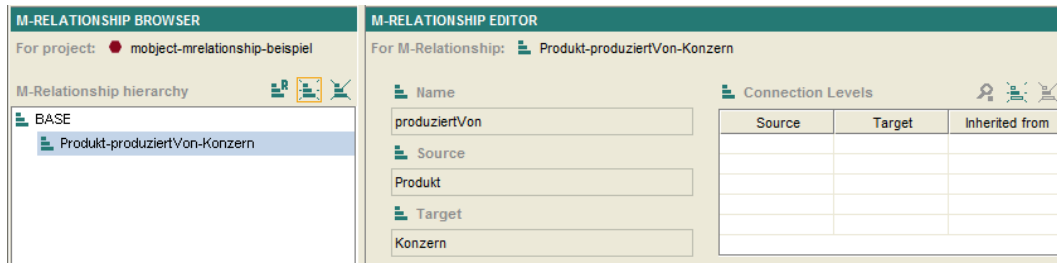 M-RELATIONSHIP BROWSER
For project: mobject-mrelationship-beispiel
M-Relationship hierarchy
R
BASE
Produkt-produziertVon-Konzern
M-RELATIONSHIP EDITOR
For M-Relationship: Produkt-produziertVon-Konzern
Name
produziertVon
Source
Produkt
Target
Konzern
Connection Levels
Source Target Inherited from